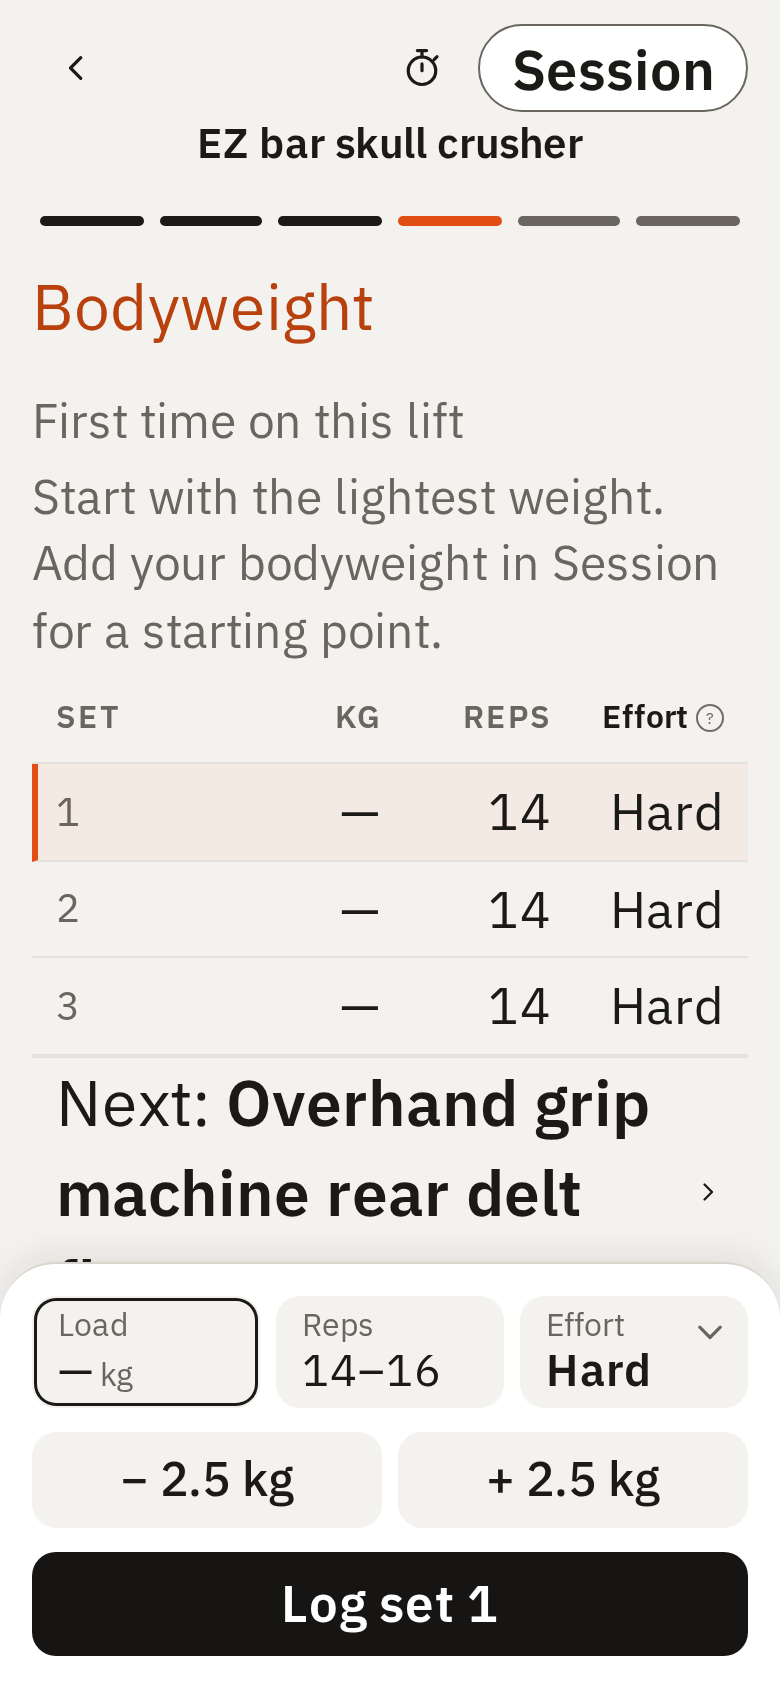 Session
EZ bar skull crusher
Bodyweight
First time on this lift
Start with the lightest weight.
Add your bodyweight in Session
for a starting point.
SET KG REPS Effort ?
1 — 14 Hard
2 — 14 Hard
3 — 14 Hard
Next: Overhand grip
machine rear delt
Load Reps Effort
— kg 14–16 Hard
− 2.5 kg + 2.5 kg
Log set 1